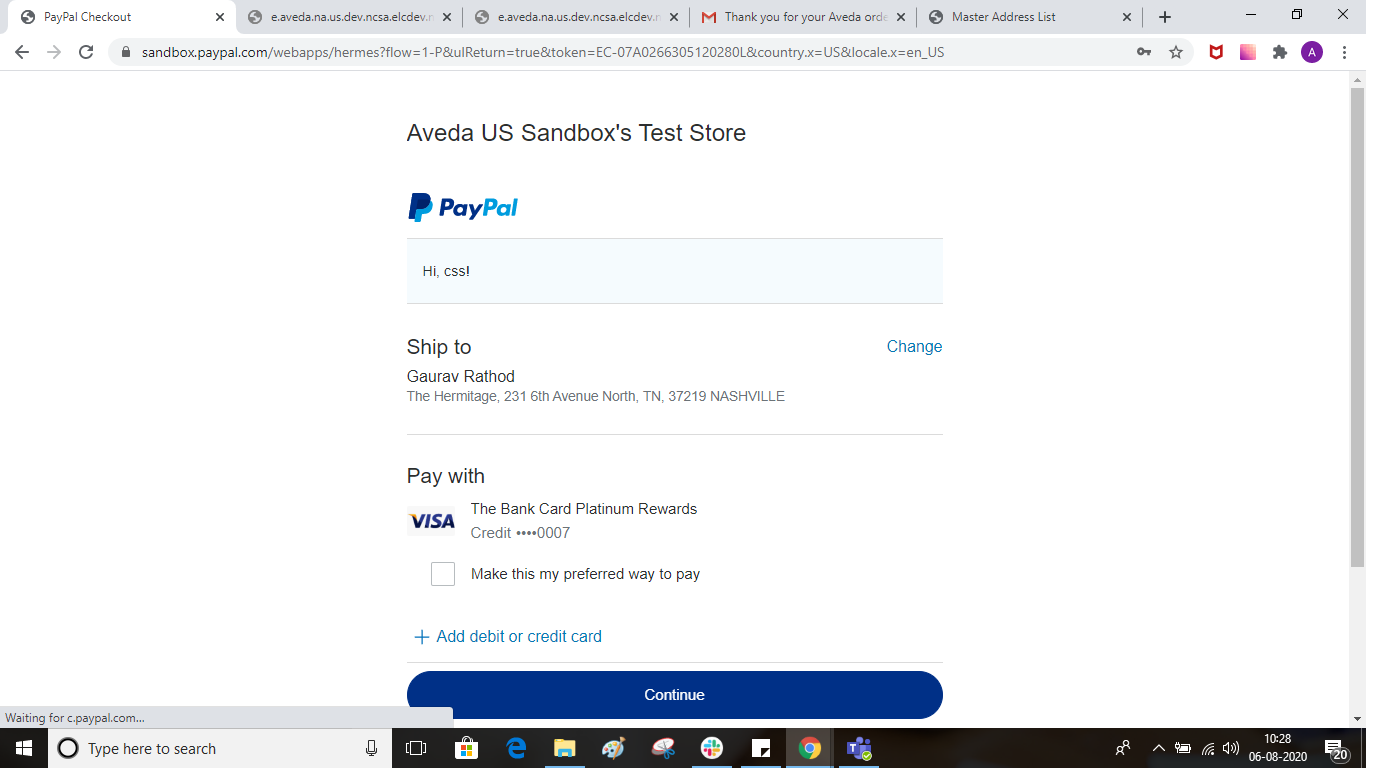 PayPal Checkout
e.aveda.na.us.dev.ncsa.elcdev.n
e.aveda.na.us.dev.ncsa.elcdev.n
Thank you for your Aveda orde
Master Address List
sandbox.paypal.com/webapps/hermes?flow=1-P&ulReturn=true&token=EC-07A0266305120280L&country.x=US&locale.x=en_US
A
Aveda US Sandbox's Test Store
PayPal
Hi, css!
Ship to
Change
Gaurav Rathod
The Hermitage, 231 6th Avenue North, TN, 37219 NASHVILLE
Pay with
VISA
The Bank Card Platinum Rewards
Credit ••••0007
Make this my preferred way to pay
+ Add debit or credit card
Continue
Waiting for c.paypal.com...
Type here to search
10:28
06-08-2020
20